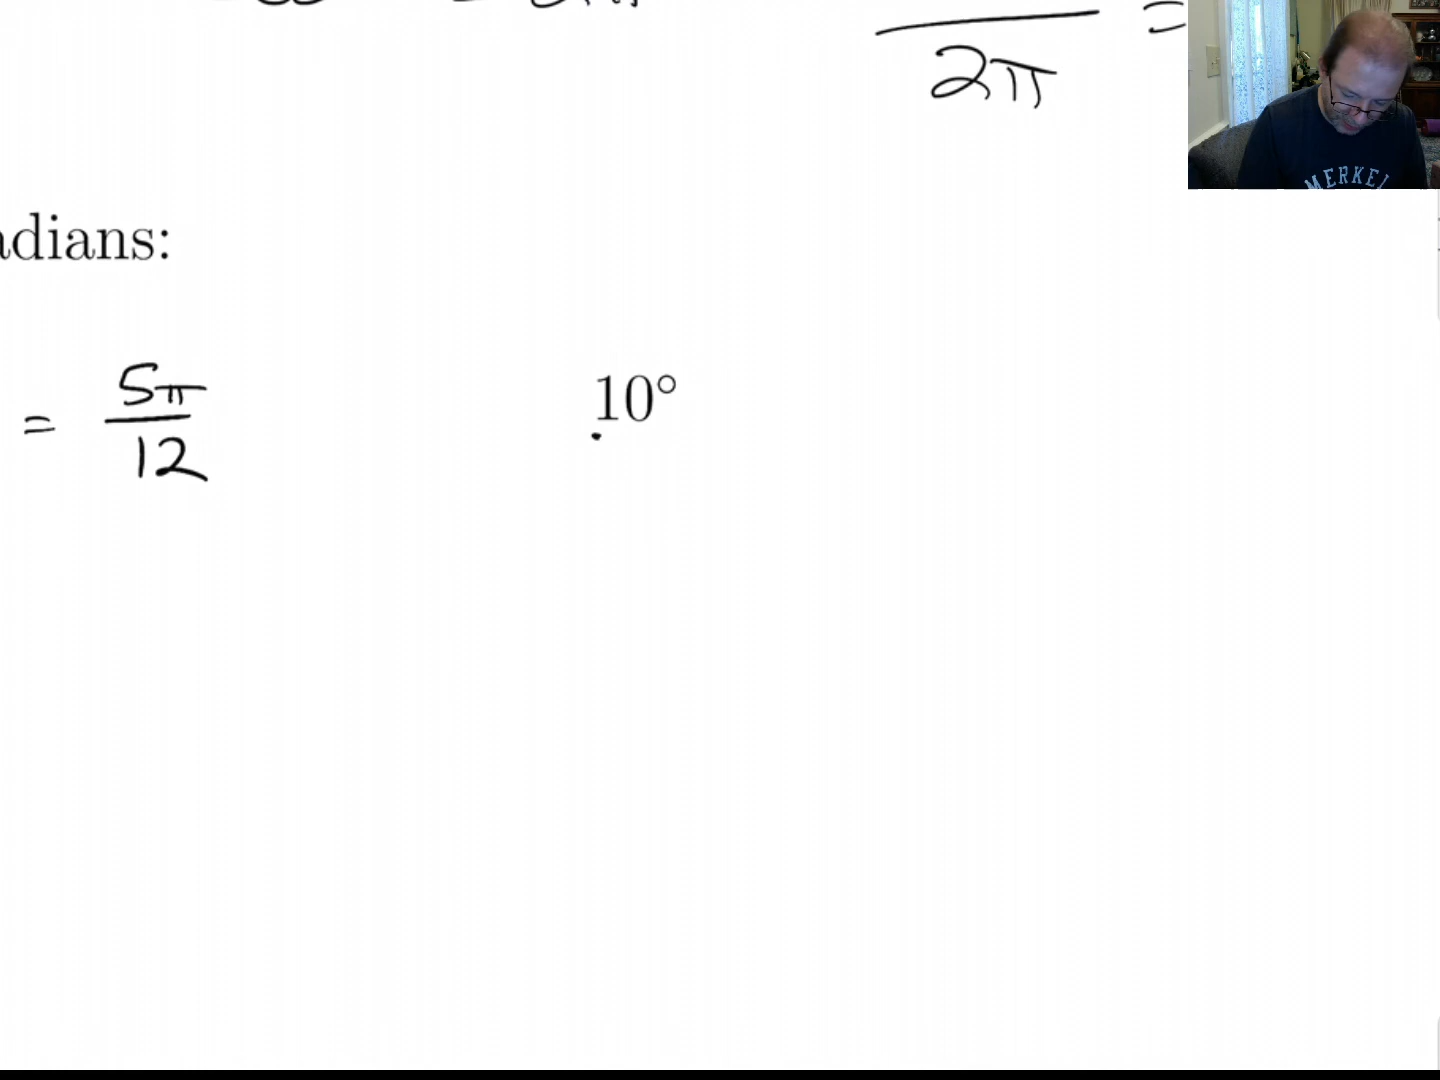 =
2π
MERKEL
adians:
= 5π/12
10°